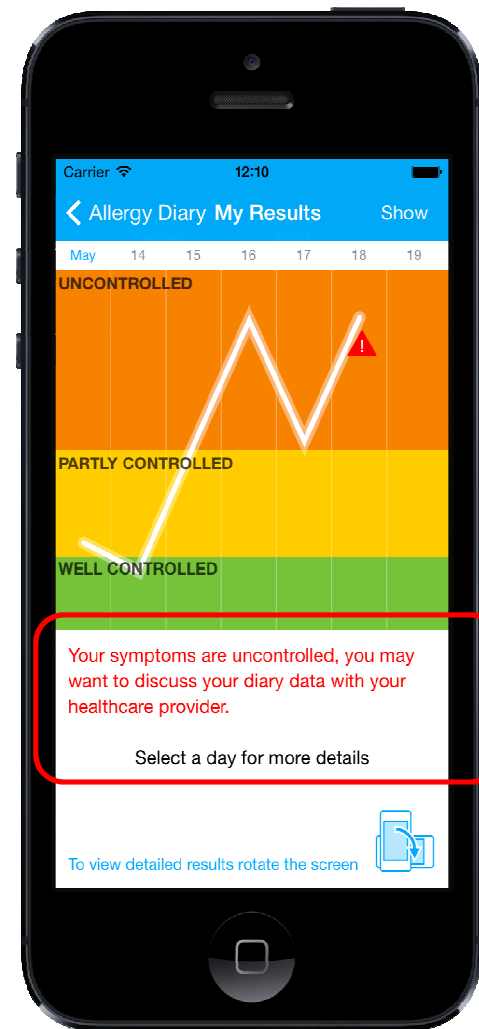 Carrier 12:10
Allergy Diary My Results Show
May 14 15 16 17 18 19
UNCONTROLLED
!
PARTLY CONTROLLED
WELL CONTROLLED
Your symptoms are uncontrolled, you may
want to discuss your diary data with your
healthcare provider.
Select a day for more details
To view detailed results rotate the screen